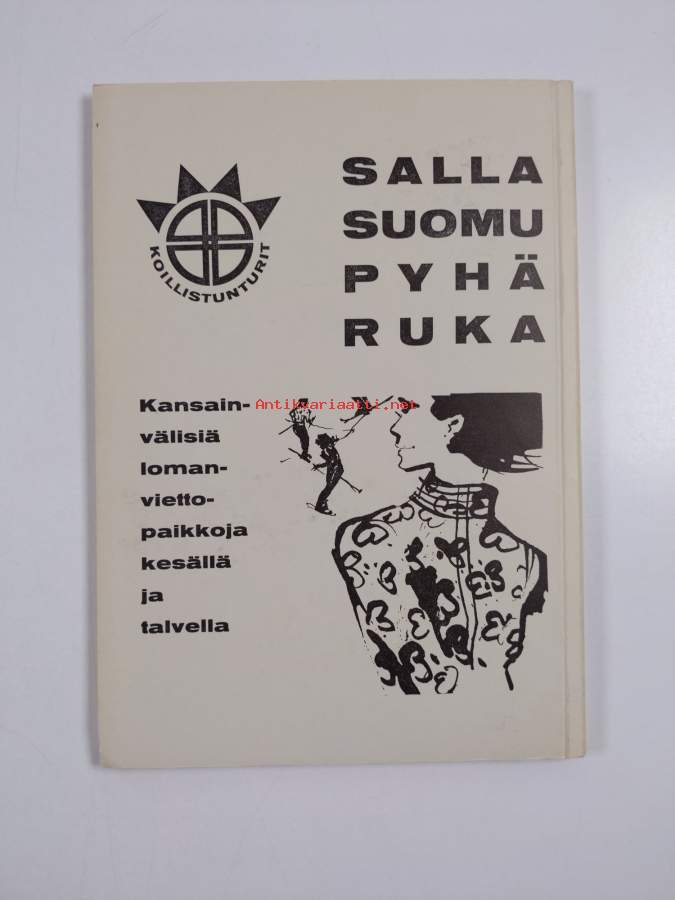 KOILLISTUNTURIT
SALLA
SUOMU
PYHÄ
RUKA
Kansain-
välisiä
loman-
vietto-
paikkoja
kesällä
ja
talvella
Antikvariaatti.net